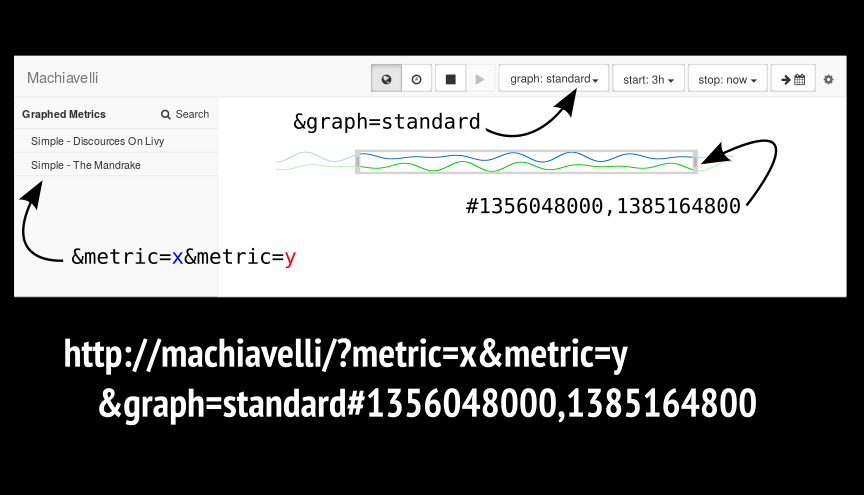 Machiavelli
graph: standard
start: 3h
stop: now
Graphed Metrics
Search
&graph=standard
Simple - Discources On Livy
Simple - The Mandrake
#1356048000,1385164800
&metric=x&metric=y
http://machiavelli/?metric=x&metric=y
&graph=standard#1356048000,1385164800